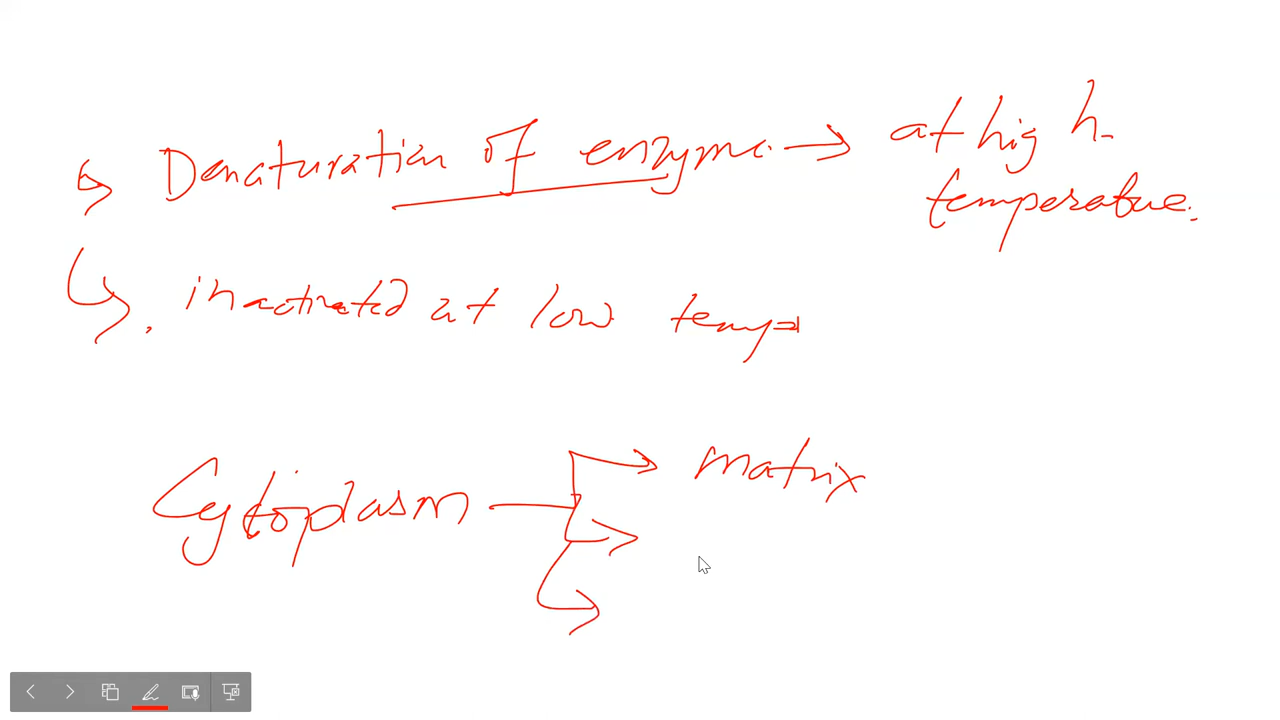 Denaturation of enzyme. → at high
temperature.
inactivated at low temp
Cytoplasm → matrix